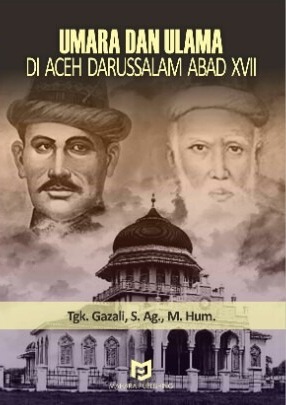 UMARA DAN ULAMA
DI ACEH DARUSSALAM ABAD XVII
Tgk. Gazali, S. Ag., M. Hum.